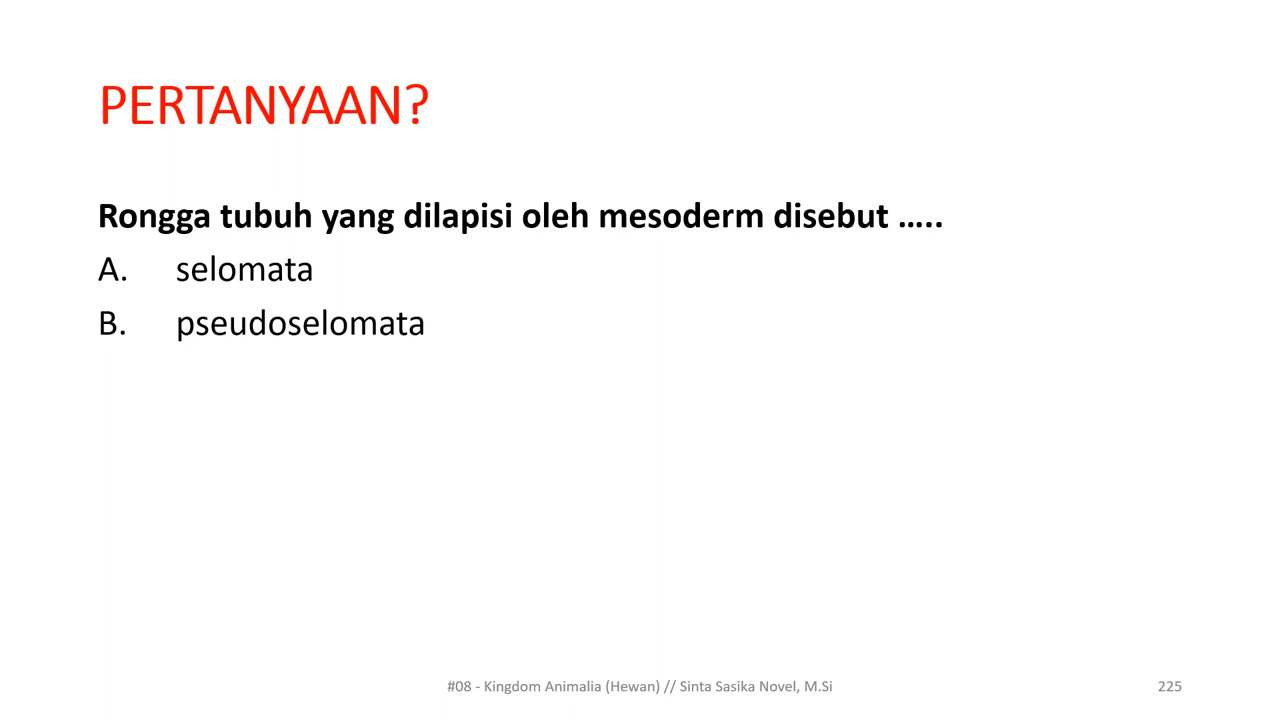 PERTANYAAN?
Rongga tubuh yang dilapisi oleh mesoderm disebut …..
A. selomata
B. pseudoselomata
#08 - Kingdom Animalia (Hewan) // Sinta Sasika Novel, M.Si
225